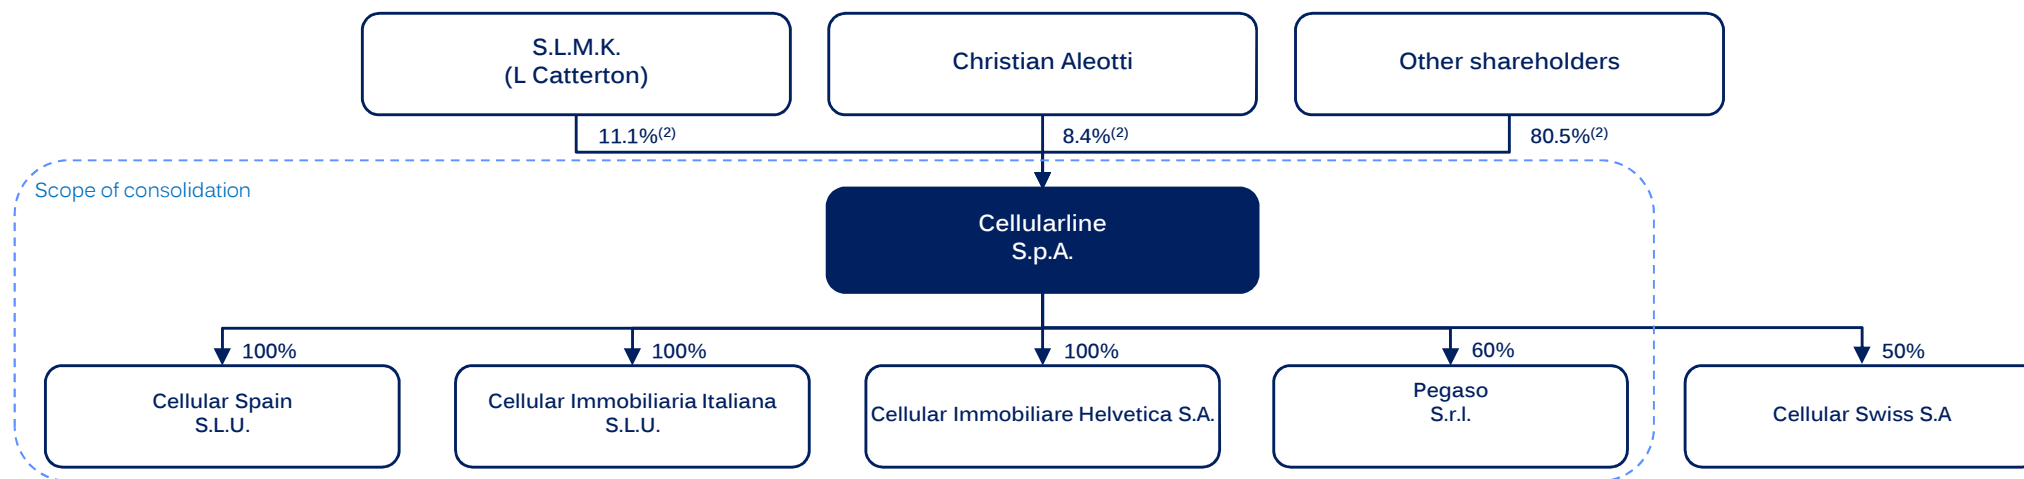 S.L.M.K.
(L Catterton)
Christian Aleotti
Other shareholders
11.1%(2)
8.4%(2)
80.5%(2)
Scope of consolidation
Cellularline
S.p.A.
100%
100%
100%
60%
50%
Cellular Spain
S.L.U.
Cellular Immobiliaria Italiana
S.L.U.
Cellular Immobiliare Helvetica S.A.
Pegaso
S.r.l.
Cellular Swiss S.A